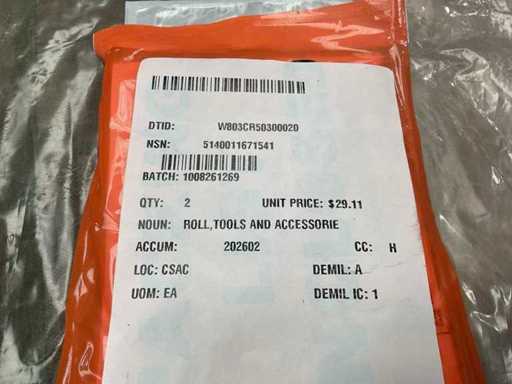 DTID: W803CR50300020
NSN: 5140011671541
BATCH: 1008261269
QTY: 2 UNIT PRICE: $29.11
NOUN: ROLL,TOOLS AND ACCESSORIE
ACCUM: 202602 CC: H
LOC: CSAC DEMIL: A
UOM: EA DEMIL IC: 1